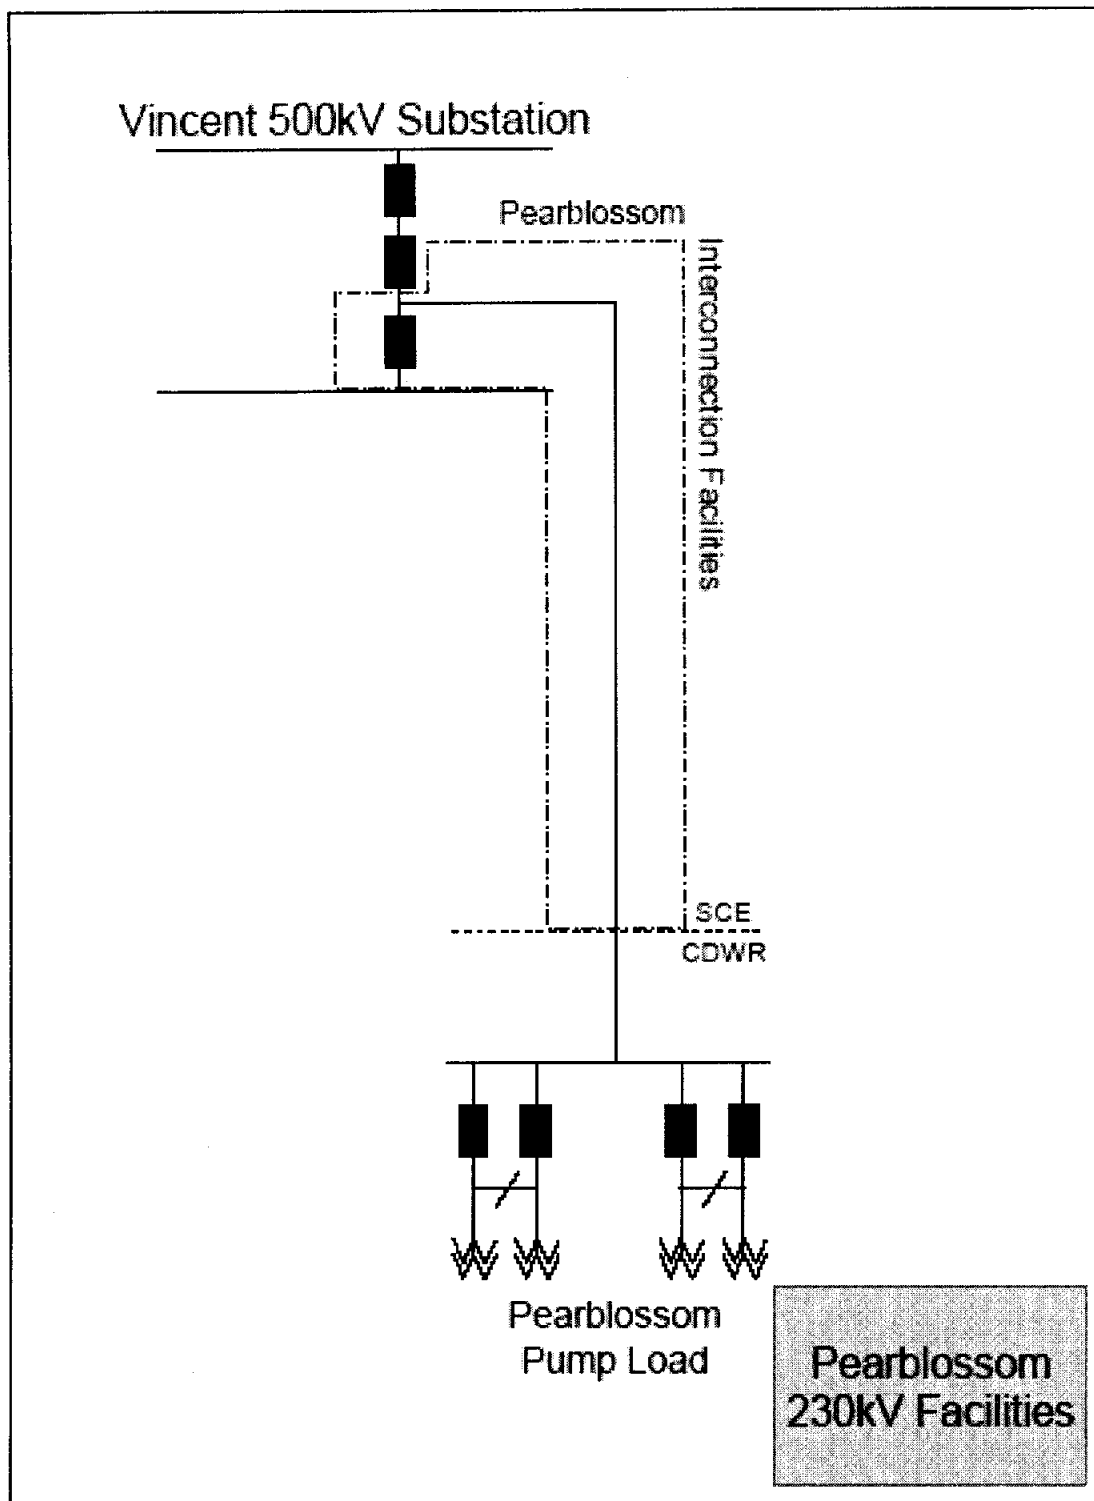 Vincent 500kV Substation
Pearblossom
Interconnection Facilities
SCE
CDWR
Pearblossom
Pump Load
Pearblossom
230kV Facilities